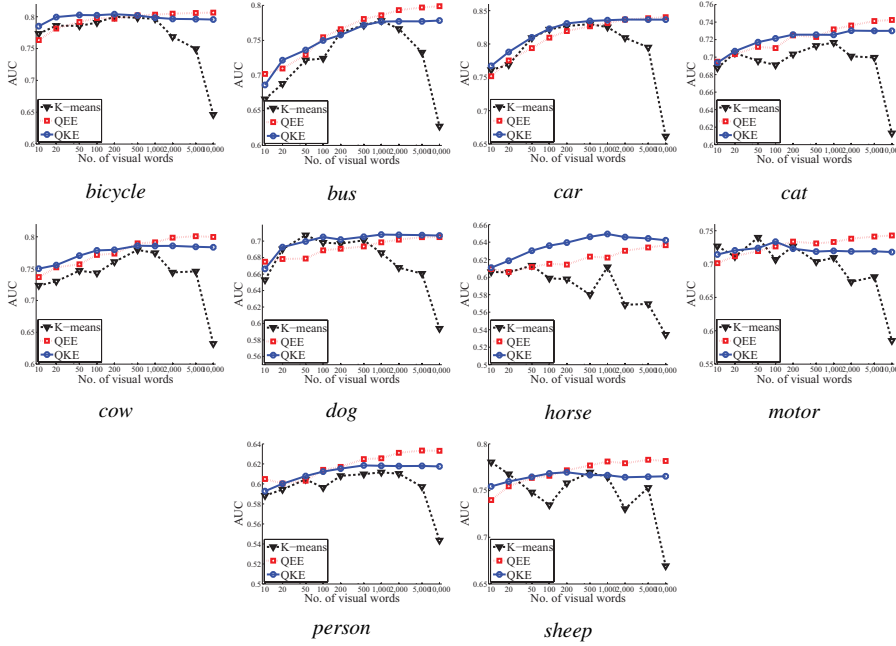 AUC
0.8
0.75
0.7
0.65
0.6
K−means
QEE
QKE
10 20 50 100 200 500 1,000 2,000 5,000 10,000
No. of visual words
bicycle
AUC
0.8
0.75
0.7
0.65
0.6
K−means
QEE
QKE
10 20 50 100 200 500 1,000 2,000 5,000 10,000
No. of visual words
bus
AUC
0.9
0.85
0.8
0.75
0.7
0.65
K−means
QEE
QKE
10 20 50 100 200 500 1,000 2,000 5,000 10,000
No. of visual words
car
AUC
0.76
0.74
0.72
0.7
0.68
0.66
0.64
0.62
0.6
K−means
QEE
QKE
10 20 50 100 200 500 1,000 2,000 5,000 10,000
No. of visual words
cat
AUC
0.8
0.75
0.7
0.65
0.6
K−means
QEE
QKE
10 20 50 100 200 500 1,000 2,000 5,000 10,000
No. of visual words
cow
AUC
0.7
0.68
0.66
0.64
0.62
0.6
0.58
0.56
K−means
QEE
QKE
10 20 50 100 200 500 1,000 2,000 5,000 10,000
No. of visual words
dog
AUC
0.66
0.64
0.62
0.6
0.58
0.56
0.54
0.52
0.5
K−means
QEE
QKE
10 20 50 100 200 500 1,000 2,000 5,000 10,000
No. of visual words
horse
AUC
0.75
0.7
0.65
0.6
0.55
K−means
QEE
QKE
10 20 50 100 200 500 1,000 2,000 5,000 10,000
No. of visual words
motor
AUC
0.64
0.62
0.6
0.58
0.56
0.54
0.52
0.5
K−means
QEE
QKE
10 20 50 100 200 500 1,000 2,000 5,000 10,000
No. of visual words
person
AUC
0.8
0.75
0.7
0.65
K−means
QEE
QKE
10 20 50 100 200 500 1,000 2,000 5,000 10,000
No. of visual words
sheep